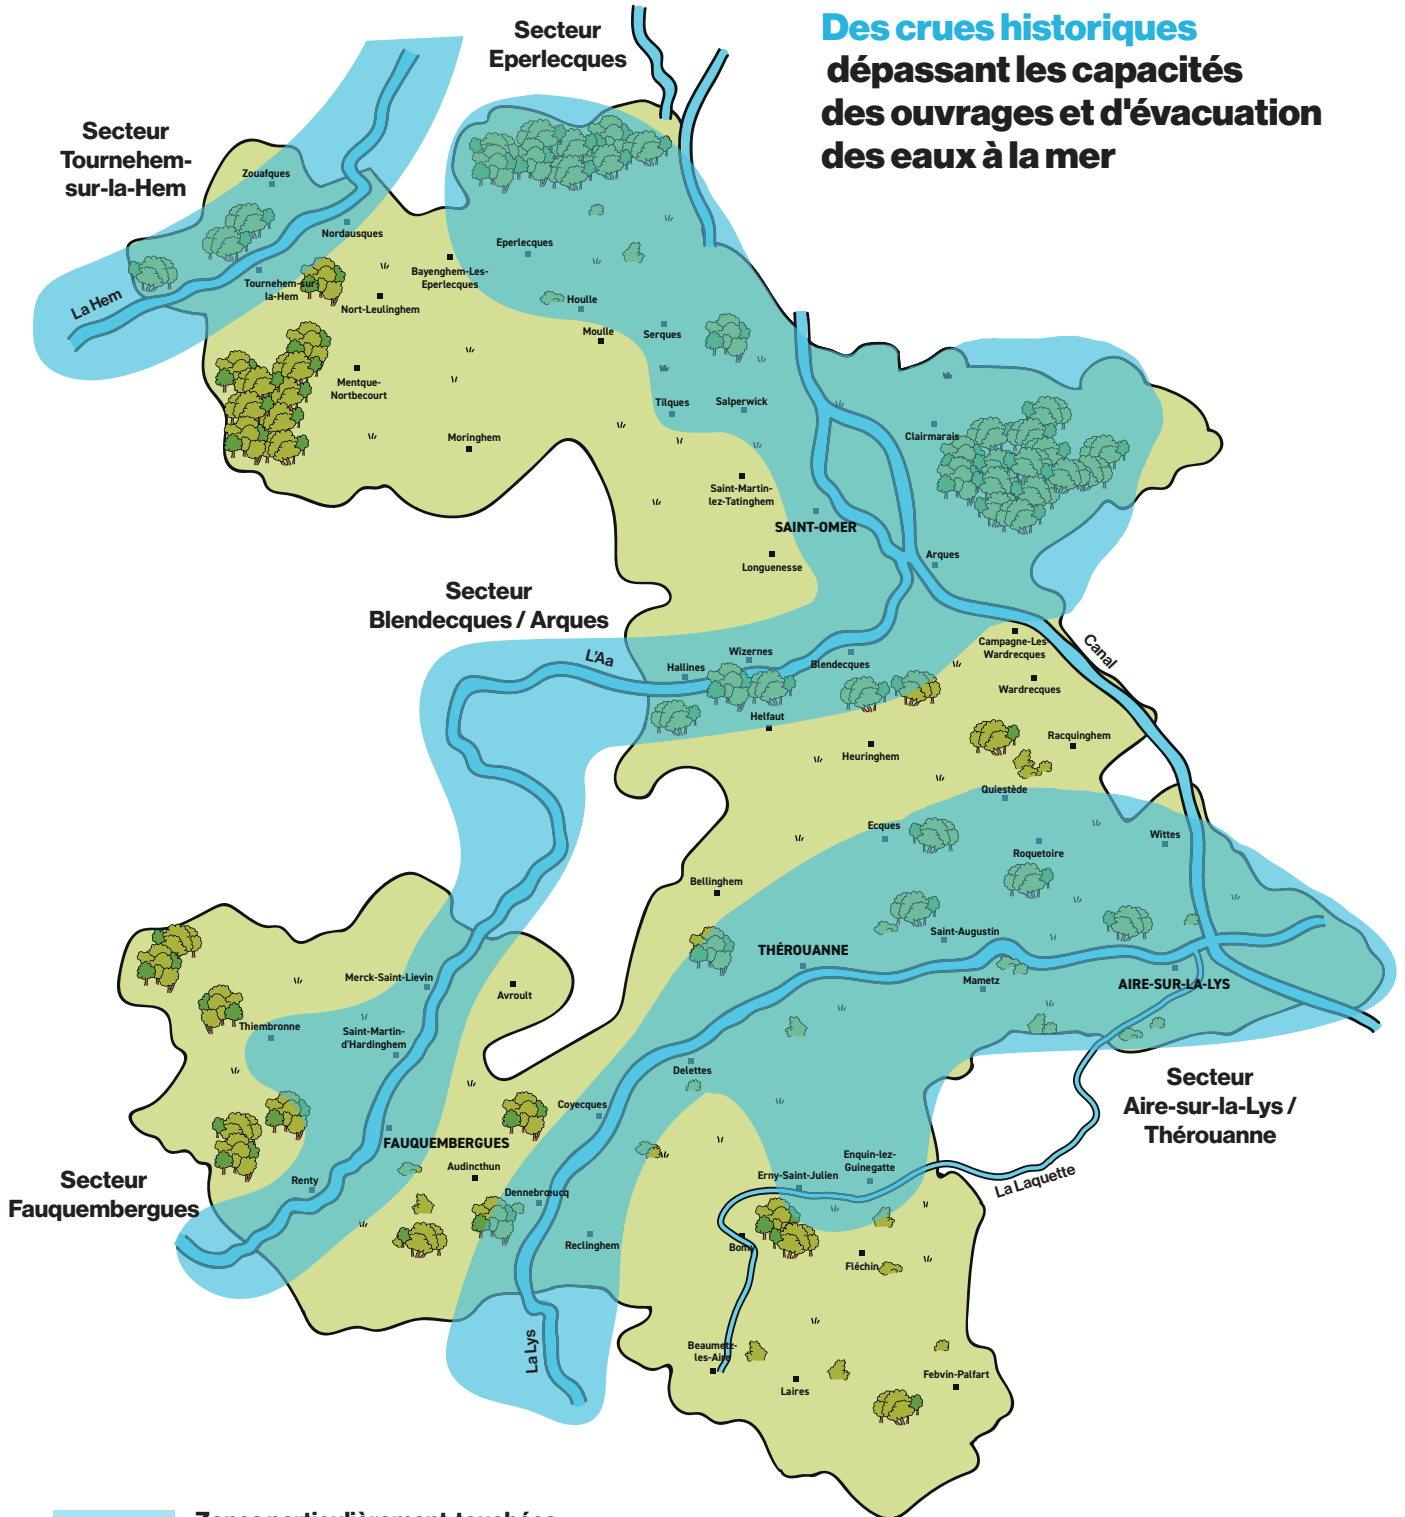 Des crues historiques
dépassant les capacités
des ouvrages et d'évacuation
des eaux à la mer
Secteur
Eperlecques
Secteur
Tournehem-
sur-la-Hem
Zouafques
Nordausques
La Hem
Tournehem-sur-
la-Hem
Bayenghem-Les-
Eperlecques
Nort-Leulinghem
Eperlecques
Houlle
Moulle
Serques
Mentque-
Nortbecourt
Moringhem
Tilques
Salperwick
Clairmarais
Saint-Martin-
lez-Tatinghem
SAINT-OMER
Longuenesse
Arques
Secteur
Blendecques / Arques
L'Aa
Hallines
Wizernes
Blendecques
Helfaut
Heuringhem
Campagne-Les-
Wardrecques
Canal
Wardrecques
Racquinghem
Quiestède
Ecques
Roquetoire
Wittes
Bellinghem
THÉROUANNE
Saint-Augustin
Mametz
AIRE-SUR-LA-LYS
Merck-Saint-Lievin
Avroult
Thiembronne
Saint-Martin-
d'Hardinghem
Delettes
Coyecques
Secteur
Aire-sur-la-Lys /
Thérouanne
FAUQUEMBERGUES
Audincthun
Renty
Dennebrœucq
Reclinghem
Secteur
Fauquembergues
Enquin-lez-
Guinegatte
Erny-Saint-Julien
La Laquette
Bomy
Fléchin
La Lys
Beaumetz-
les-Aire
Laires
Febvin-Palfart
Zones particulièrement touchées